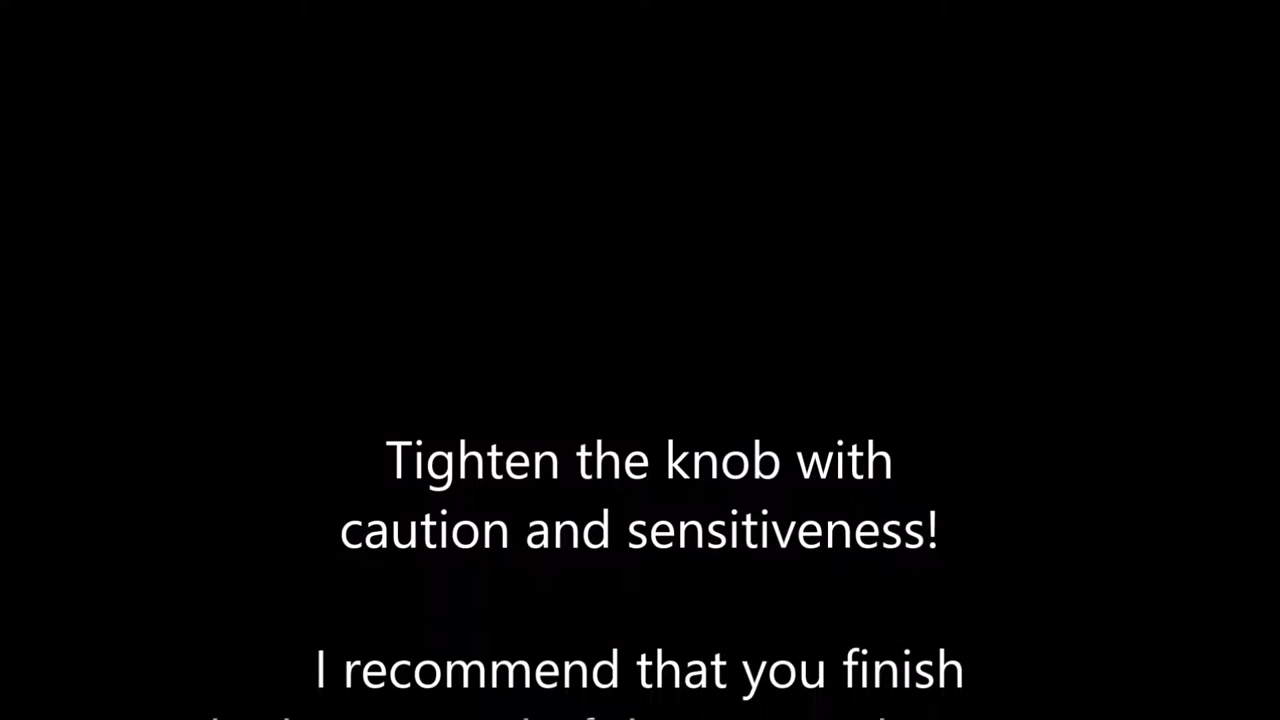 Tighten the knob with
caution and sensitiveness!
I recommend that you finish